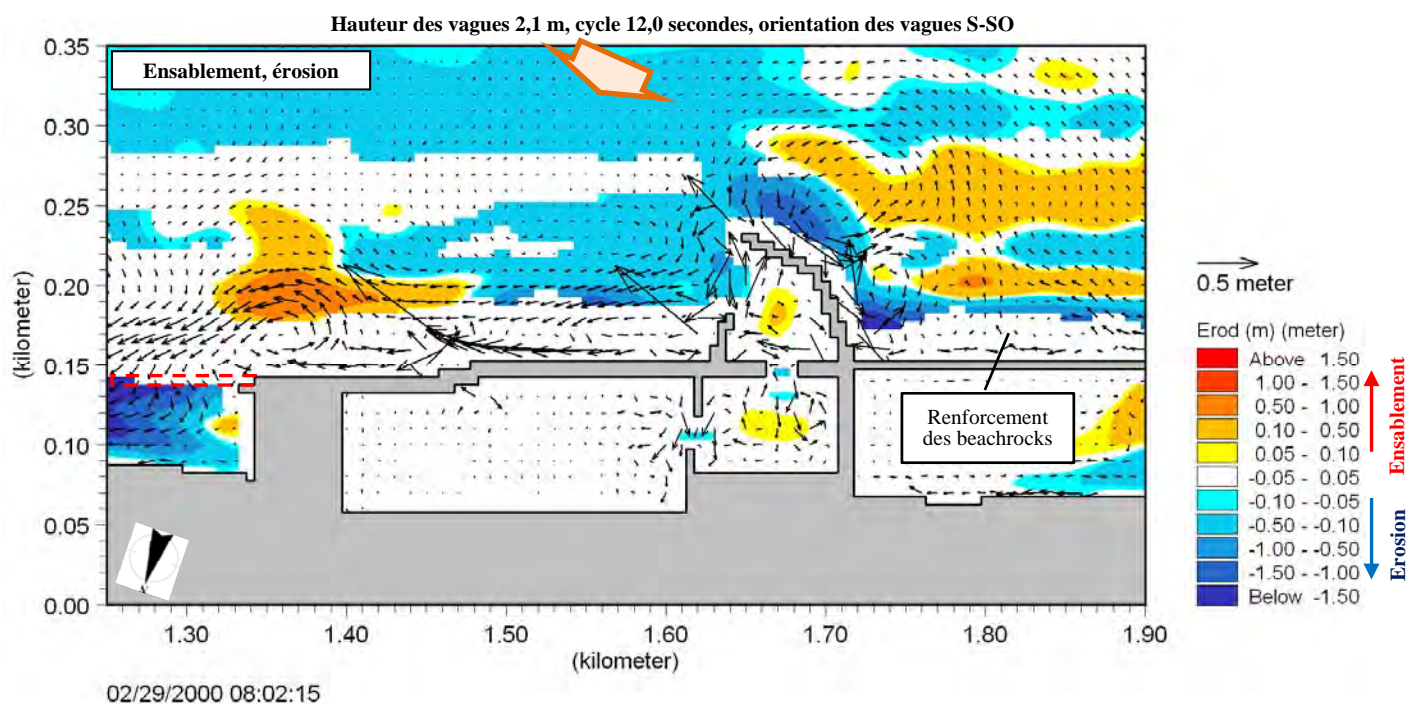 Hauteur des vagues 2,1 m, cycle 12,0 secondes, orientation des vagues S-SO
Ensablement, érosion
0.35
0.30
0.25
0.20
0.15
0.10
0.05
0.00
(kilometer)
1.30
1.40
1.50
1.60
1.70
1.80
1.90
(kilometer)
Renforcement
des beachrocks
N
02/29/2000 08:02:15
0.5 meter
Erod (m) (meter)
Above 1.50
1.00 - 1.50
0.50 - 1.00
0.10 - 0.50
0.05 - 0.10
-0.05 - 0.05
-0.10 - -0.05
-0.50 - -0.10
-1.00 - -0.50
-1.50 - -1.00
Below -1.50
Ensablement
Erosion